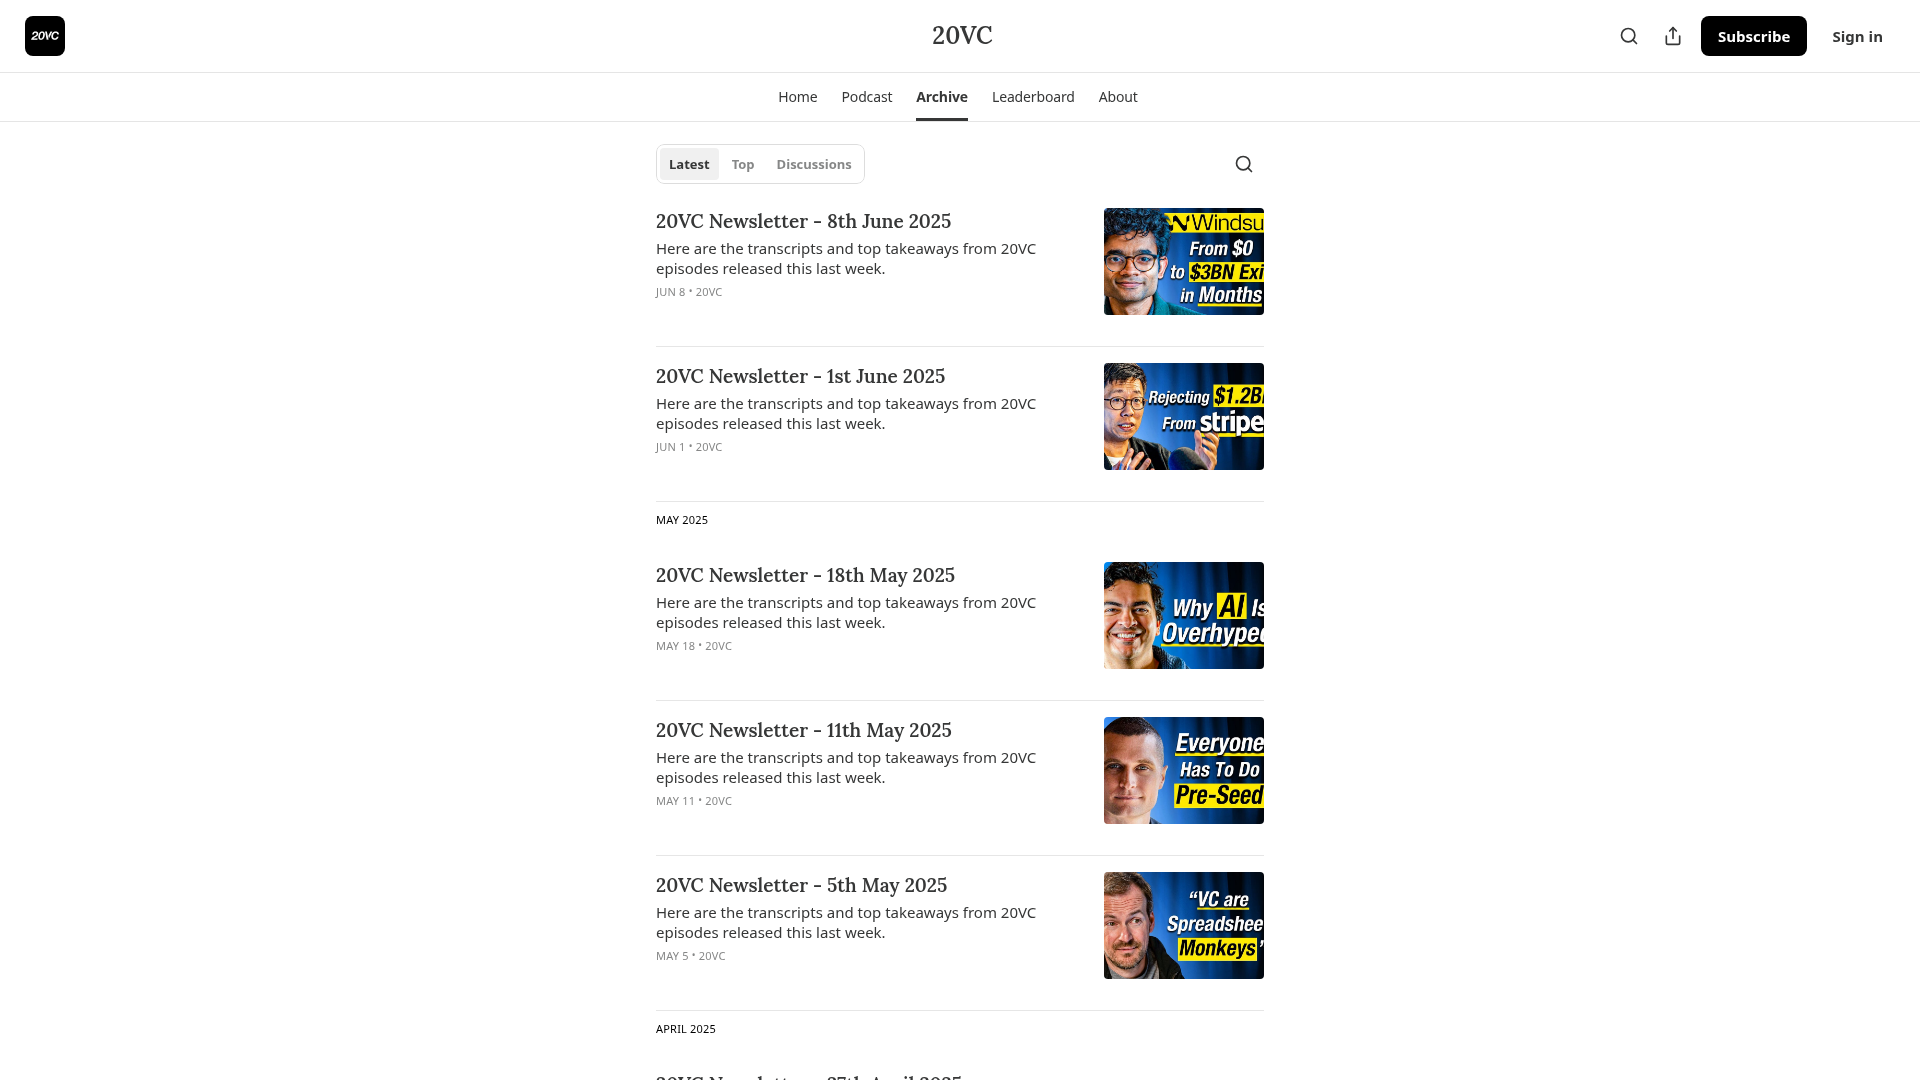 20VC
20VC
Subscribe
Sign in
Home
Podcast
Archive
Leaderboard
About
Latest
Top
Discussions
20VC Newsletter - 8th June 2025
Here are the transcripts and top takeaways from 20VC
episodes released this last week.
JUN 8 • 20VC
Windsu
From $0
to $3BN Exi
in Months
20VC Newsletter - 1st June 2025
Here are the transcripts and top takeaways from 20VC
episodes released this last week.
JUN 1 • 20VC
Rejecting $1.2B
From stripe
MAY 2025
20VC Newsletter - 18th May 2025
Here are the transcripts and top takeaways from 20VC
episodes released this last week.
MAY 18 • 20VC
Why AI Is
Overhyped
20VC Newsletter - 11th May 2025
Here are the transcripts and top takeaways from 20VC
episodes released this last week.
MAY 11 • 20VC
Everyone
Has To Do
Pre-Seed
20VC Newsletter - 5th May 2025
Here are the transcripts and top takeaways from 20VC
episodes released this last week.
MAY 5 • 20VC
“VC are
Spreadshee
Monkeys”
APRIL 2025
20VC Newsletter - 27th April 2025